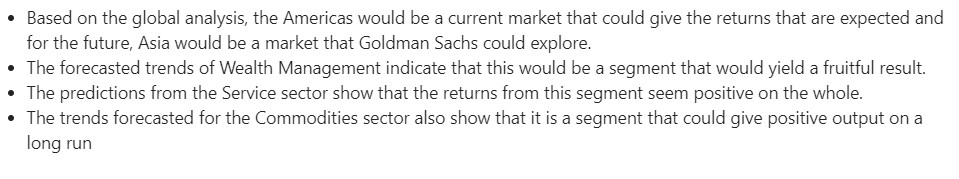 • Based on the global analysis, the Americas would be a current market that could give the returns that are expected and
for the future, Asia would be a market that Goldman Sachs could explore.
• The forecasted trends of Wealth Management indicate that this would be a segment that would yield a fruitful result.
• The predictions from the Service sector show that the returns from this segment seem positive on the whole.
• The trends forecasted for the Commodities sector also show that it is a segment that could give positive output on a
long run